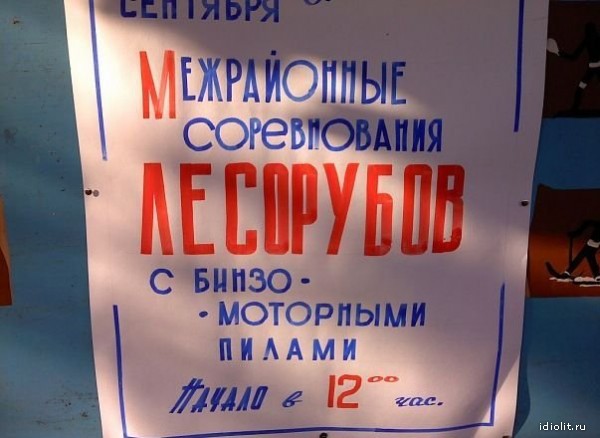 СЕНТЯБРЯ
МЕЖРАЙОННЫЕ
СОРЕВНОВАНИЯ
ЛЕСОРУБОВ
С БИНЗО-
· МОТОРНЫМИ
ПИЛАМИ
НАЧАЛО в 12⁰⁰ час.
idiolit.ru